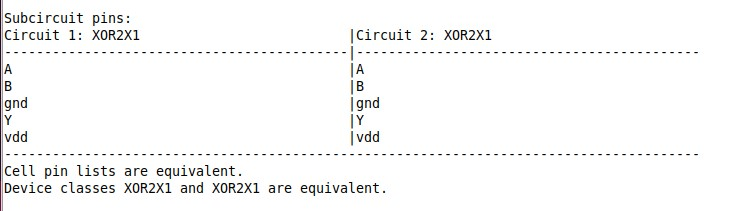 Subcircuit pins:
Circuit 1: XOR2X1                          |Circuit 2: XOR2X1
-------------------------------------------|-------------------------------------------
A                                          |A
B                                          |B
gnd                                        |gnd
Y                                          |Y
vdd                                        |vdd
---------------------------------------------------------------------------------------
Cell pin lists are equivalent.
Device classes XOR2X1 and XOR2X1 are equivalent.